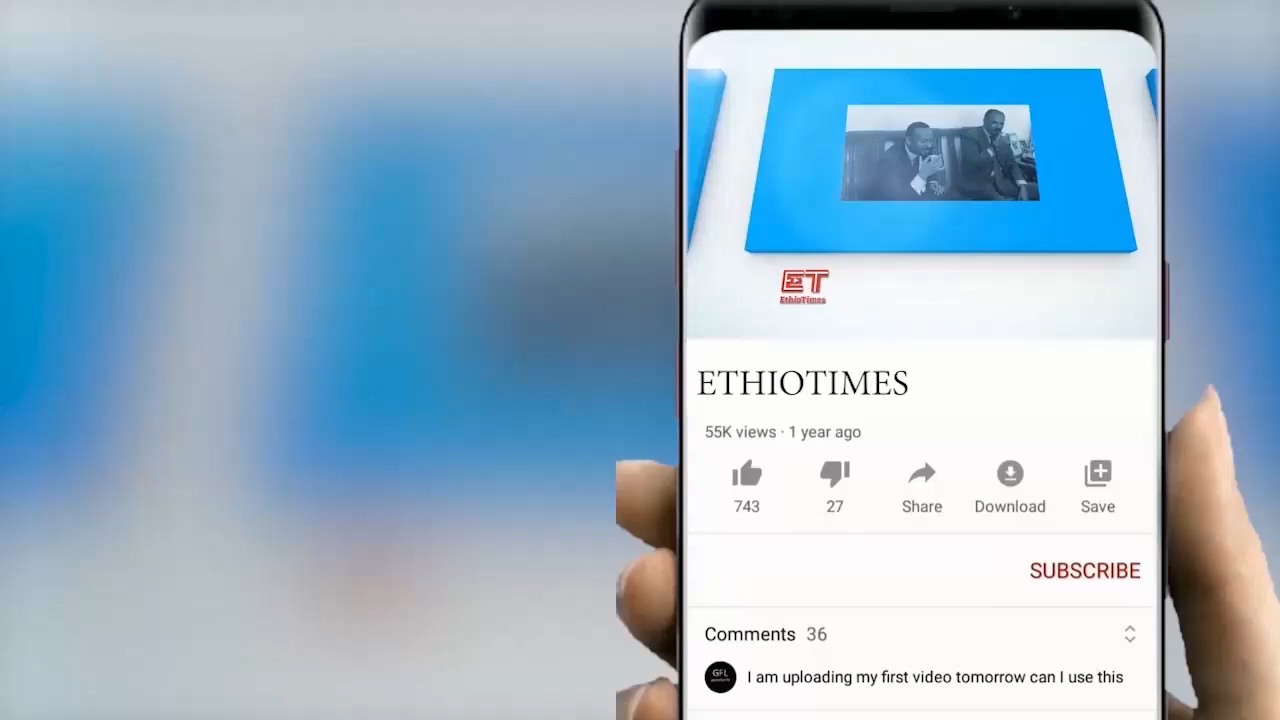 ET
EthioTimes
ETHIOTIMES
55K views · 1 year ago
743
27
Share
Download
Save
SUBSCRIBE
Comments 36
GFL
I am uploading my first video tomorrow can I use this